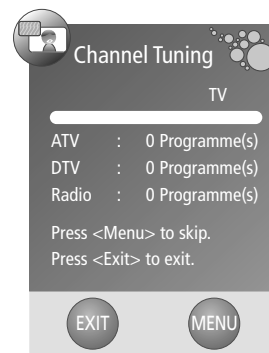 Channel Tuning
TV
ATV : 0 Programme(s)
DTV : 0 Programme(s)
Radio : 0 Programme(s)
Press <Menu> to skip.
Press <Exit> to exit.
EXIT MENU